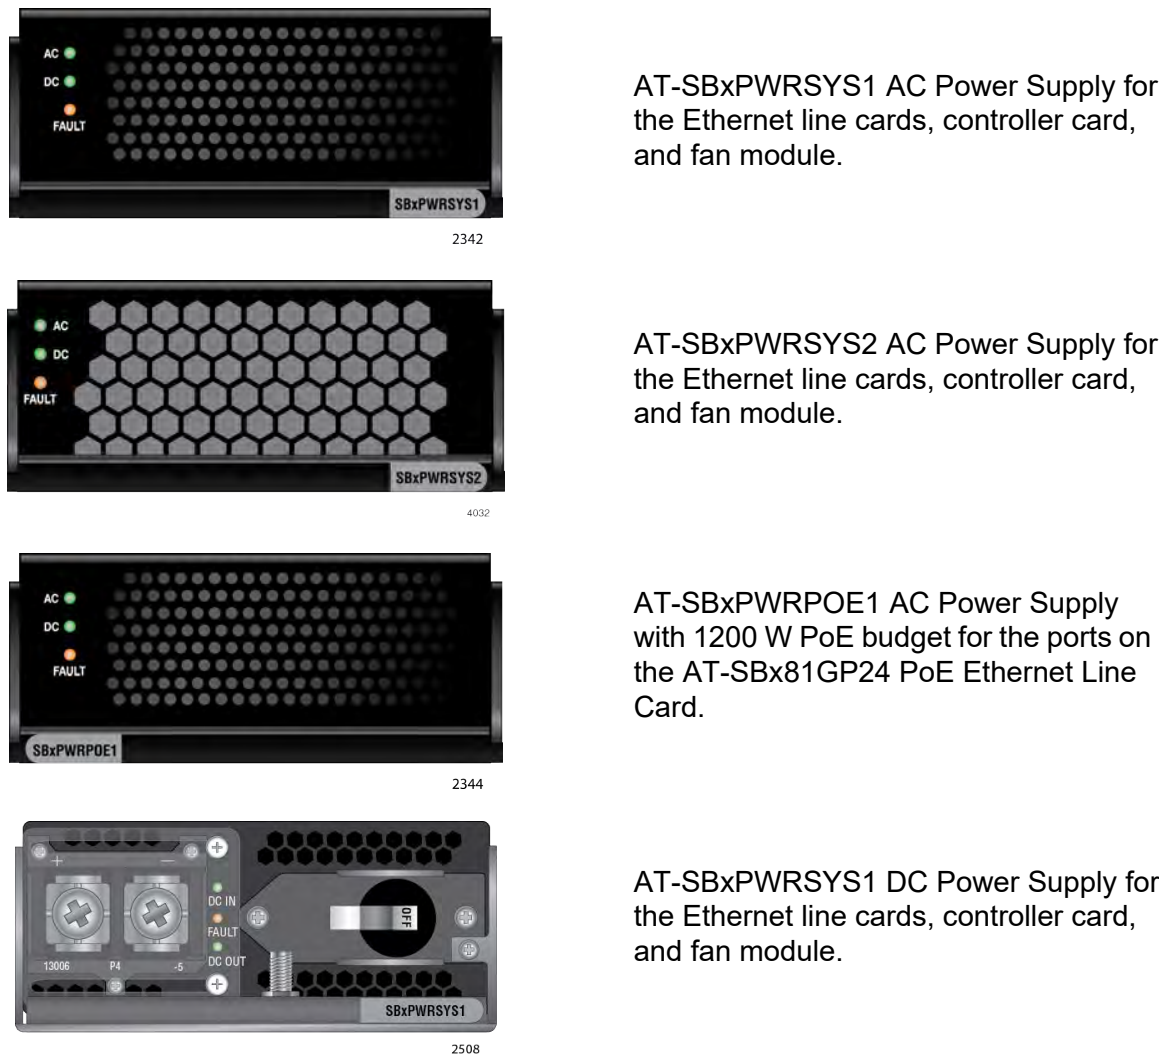 AC
DC
FAULT
SBxPWRSYS1
2342
AT-SBxPWRSYS1 AC Power Supply for
the Ethernet line cards, controller card,
and fan module.
AC
DC
FAULT
SBxPWRSYS2
4032
AT-SBxPWRSYS2 AC Power Supply for
the Ethernet line cards, controller card,
and fan module.
AC
DC
FAULT
SBxPWRPOE1
2344
AT-SBxPWRPOE1 AC Power Supply
with 1200 W PoE budget for the ports on
the AT-SBx81GP24 PoE Ethernet Line
Card.
+ −
DC IN
FAULT
DC OUT
OFF
13006 P4 -5
SBxPWRSYS1
2508
AT-SBxPWRSYS1 DC Power Supply for
the Ethernet line cards, controller card,
and fan module.